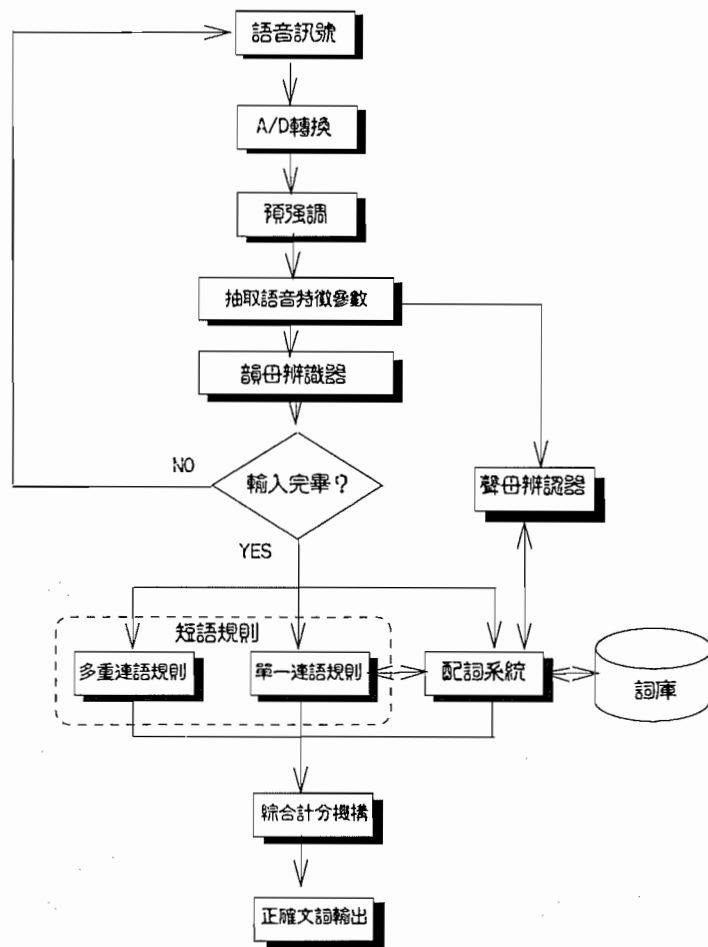 語音訊號
A/D轉換
預强調
抽取語音特徵參數
韻母辨識器
NO
輸入完畢？
聲母辨認器
YES
短語規則
多重連語規則
單一連語規則
配詞系統
詞庫
綜合計分機構
正確文詞輸出